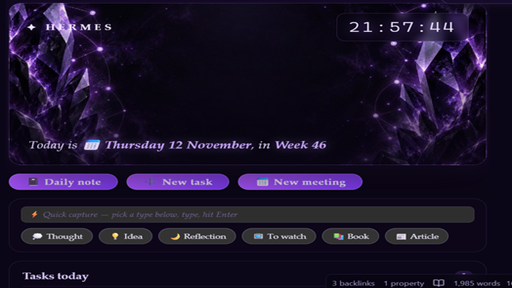 HERMES
21:57:44
Today is Thursday 12 November, in Week 46
Daily note New task New meeting
Quick capture — pick a type below, type, hit Enter
Thought Idea Reflection To watch Book Article
Tasks today
3 backlinks 1 property 1,985 words